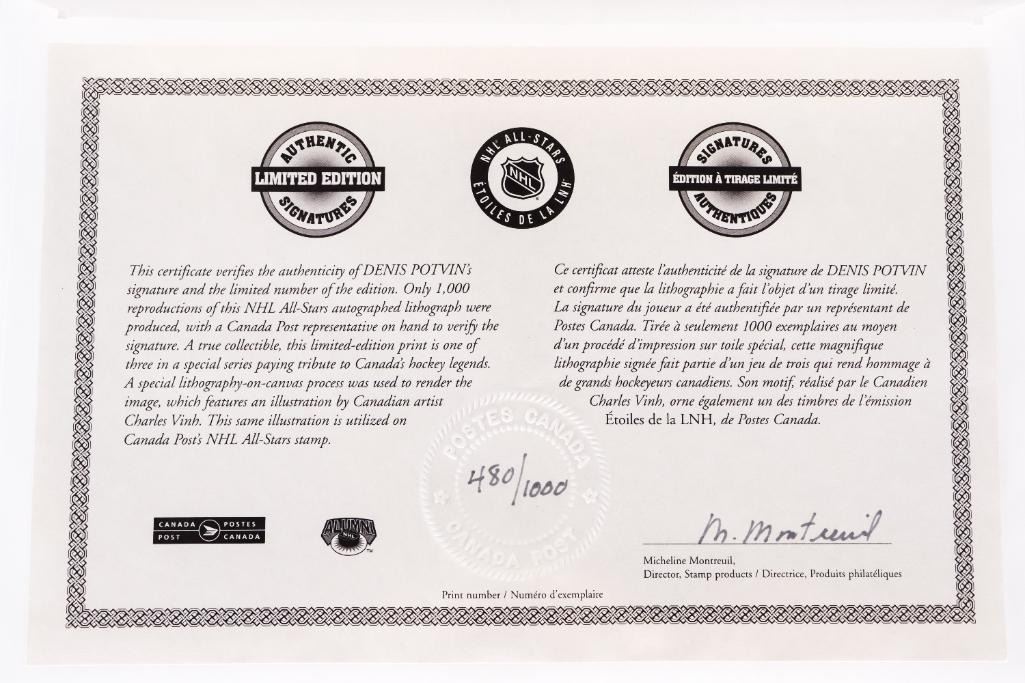 AUTHENTIC
LIMITED EDITION
SIGNATURES
NHL ALL-STARS
NHL
ÉTOILES DE LA LNH
SIGNATURES
ÉDITION À TIRAGE LIMITÉ
AUTHENTIQUES
This certificate verifies the authenticity of DENIS POTVIN's
signature and the limited number of the edition. Only 1,000
reproductions of this NHL All-Stars autographed lithograph were
produced, with a Canada Post representative on hand to verify the
signature. A true collectible, this limited-edition print is one of
three in a special series paying tribute to Canada's hockey legends.
A special lithography-on-canvas process was used to render the
image, which features an illustration by Canadian artist
Charles Vinh. This same illustration is utilized on
Canada Post's NHL All-Stars stamp.
Ce certificat atteste l'authenticité de la signature de DENIS POTVIN
et confirme que la lithographie a fait l'objet d'un tirage limité.
La signature du joueur a été authentifiée par un représentant de
Postes Canada. Tirée à seulement 1000 exemplaires au moyen
d'un procédé d'impression sur toile spécial, cette magnifique
lithographie signée fait partie d'un jeu de trois qui rend hommage à
de grands hockeyeurs canadiens. Son motif, réalisé par le Canadien
Charles Vinh, orne également un des timbres de l'émission
Étoiles de la LNH, de Postes Canada.
POSTES CANADA
480/1000
CANADA POST
CANADA POSTES
POST CANADA
ALUMNI
NHL
TM
M. Montreuil
Micheline Montreuil,
Director, Stamp products / Directrice, Produits philatéliques
Print number / Numéro d'exemplaire